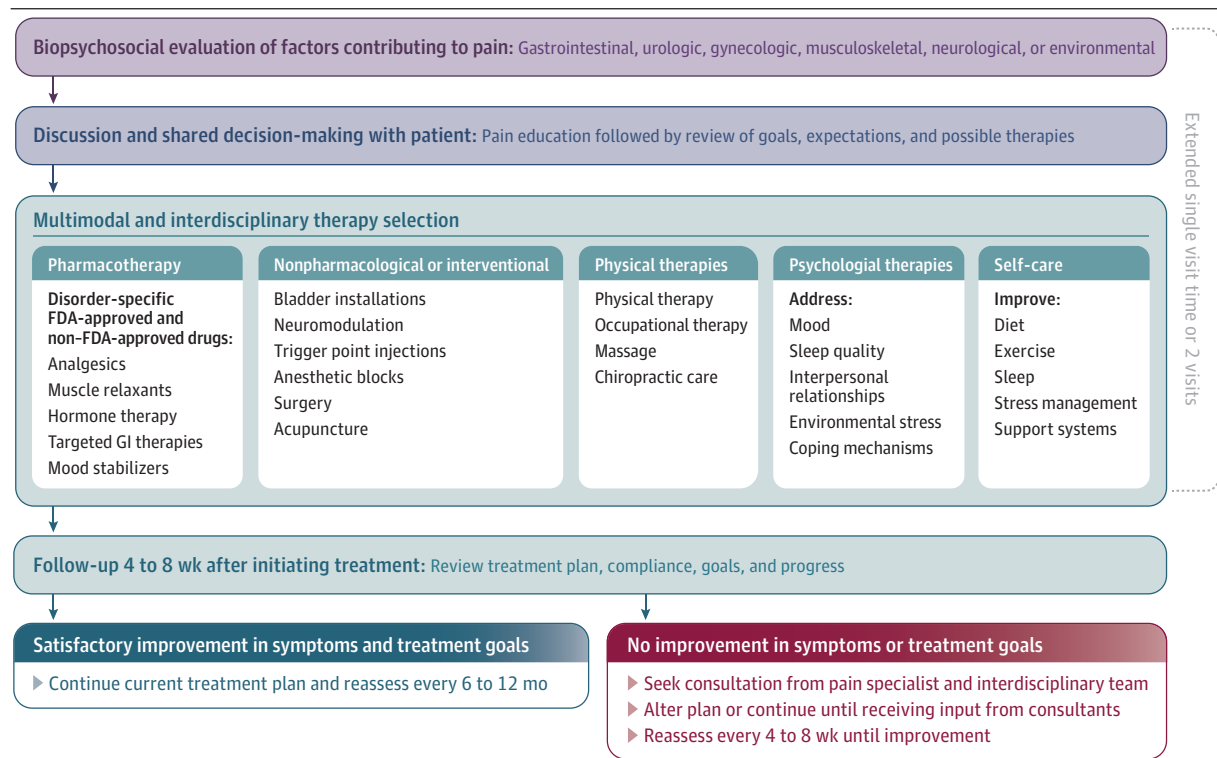 Biopsychosocial evaluation of factors contributing to pain: Gastrointestinal, urologic, gynecologic, musculoskeletal, neurological, or environmental
Discussion and shared decision-making with patient: Pain education followed by review of goals, expectations, and possible therapies
Multimodal and interdisciplinary therapy selection
Pharmacotherapy
Disorder-specific
FDA-approved and
non–FDA-approved drugs:
Analgesics
Muscle relaxants
Hormone therapy
Targeted GI therapies
Mood stabilizers
Nonpharmacological or interventional
Bladder installations
Neuromodulation
Trigger point injections
Anesthetic blocks
Surgery
Acupuncture
Physical therapies
Physical therapy
Occupational therapy
Massage
Chiropractic care
Psychologial therapies
Address:
Mood
Sleep quality
Interpersonal
relationships
Environmental stress
Coping mechanisms
Self-care
Improve:
Diet
Exercise
Sleep
Stress management
Support systems
Extended single visit time or 2 visits
Follow-up 4 to 8 wk after initiating treatment: Review treatment plan, compliance, goals, and progress
Satisfactory improvement in symptoms and treatment goals
Continue current treatment plan and reassess every 6 to 12 mo
No improvement in symptoms or treatment goals
Seek consultation from pain specialist and interdisciplinary team
Alter plan or continue until receiving input from consultants
Reassess every 4 to 8 wk until improvement